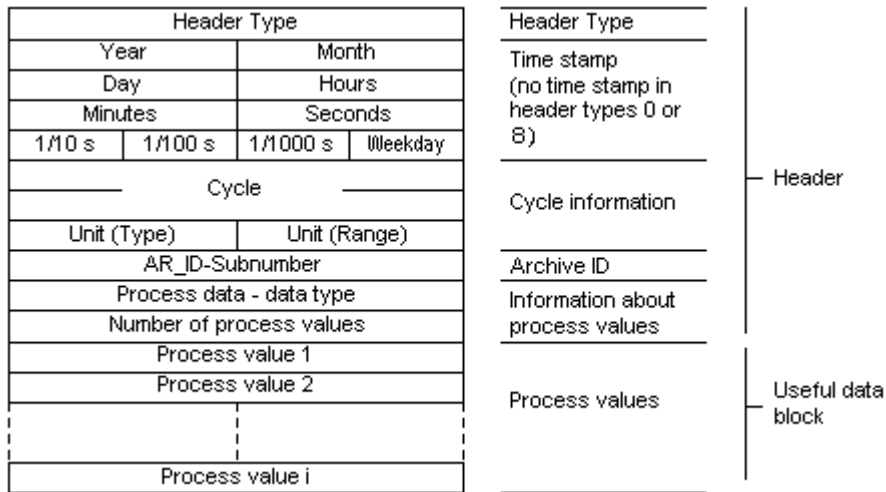 Header Type
Year Month
Day Hours
Minutes Seconds
1/10 s 1/100 s 1/1000 s Weekday
Cycle
Unit (Type) Unit (Range)
AR_ID-Subnumber
Process data - data type
Number of process values
Process value 1
Process value 2
Process value i
Header Type
Time stamp
(no time stamp in
header types 0 or
8)
Cycle information
Archive ID
Information about
process values
Process values
Header
Useful data
block